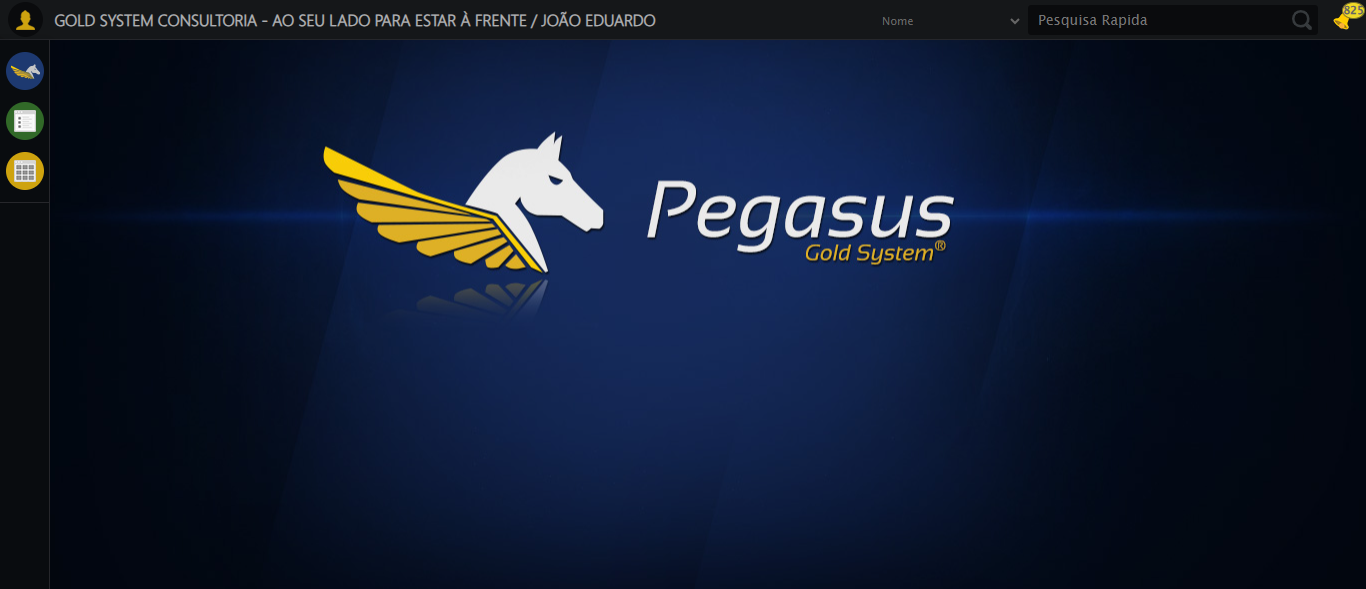 GOLD SYSTEM CONSULTORIA - AO SEU LADO PARA ESTAR À FRENTE / JOÃO EDUARDO
Nome
Pesquisa Rapida
825
Pegasus
Gold System®